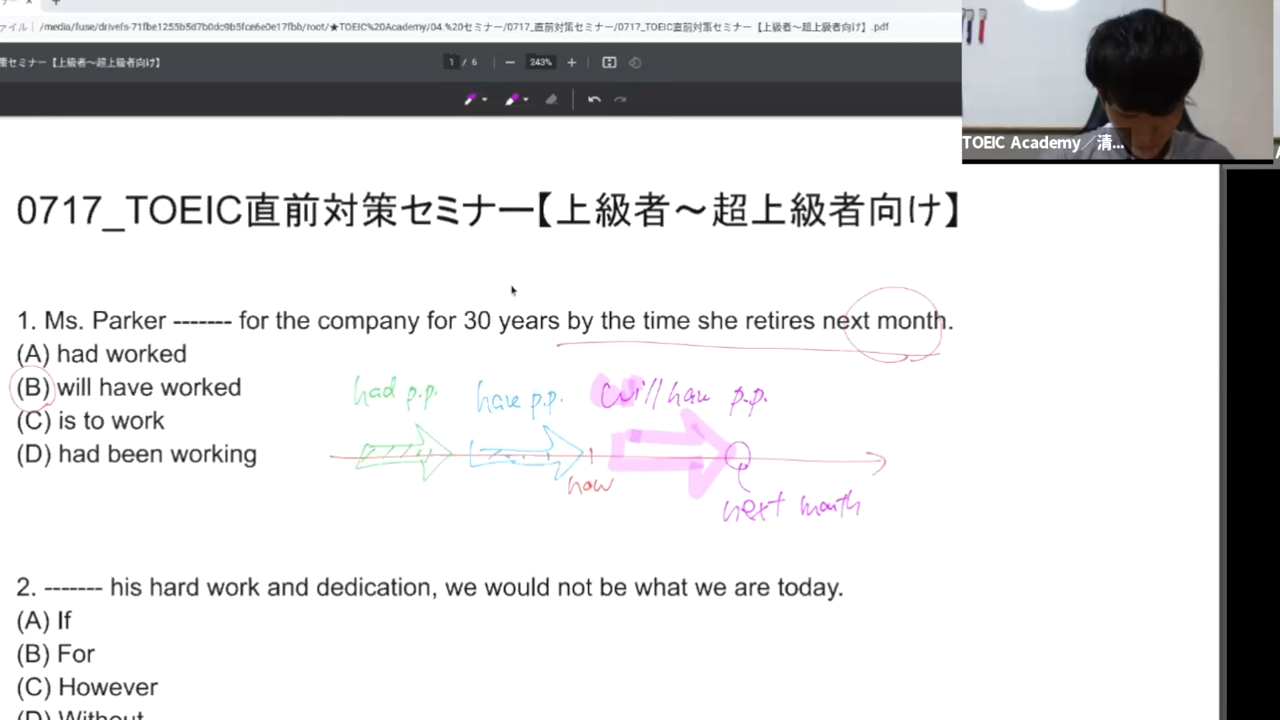 ァイル | /media/fuse/drivefs-71fbe1255b5d7b0dc9b5fce6e0e17fbb/root/★TOEIC%20Academy/04.%20セミナー/0717_直前対策セミナー/0717_TOEIC直前対策セミナー【上級者〜超上級者向け】.pdf
策セミナー【上級者〜超上級者向け】
1 / 6
243%
TOEIC Academy／清...
0717_TOEIC直前対策セミナー【上級者〜超上級者向け】
1. Ms. Parker ------- for the company for 30 years by the time she retires next month.
(A) had worked
(B) will have worked
(C) is to work
(D) had been working
had p.p.
have p.p.
will have p.p.
now
next month
2. ------- his hard work and dedication, we would not be what we are today.
(A) If
(B) For
(C) However
(D) Without